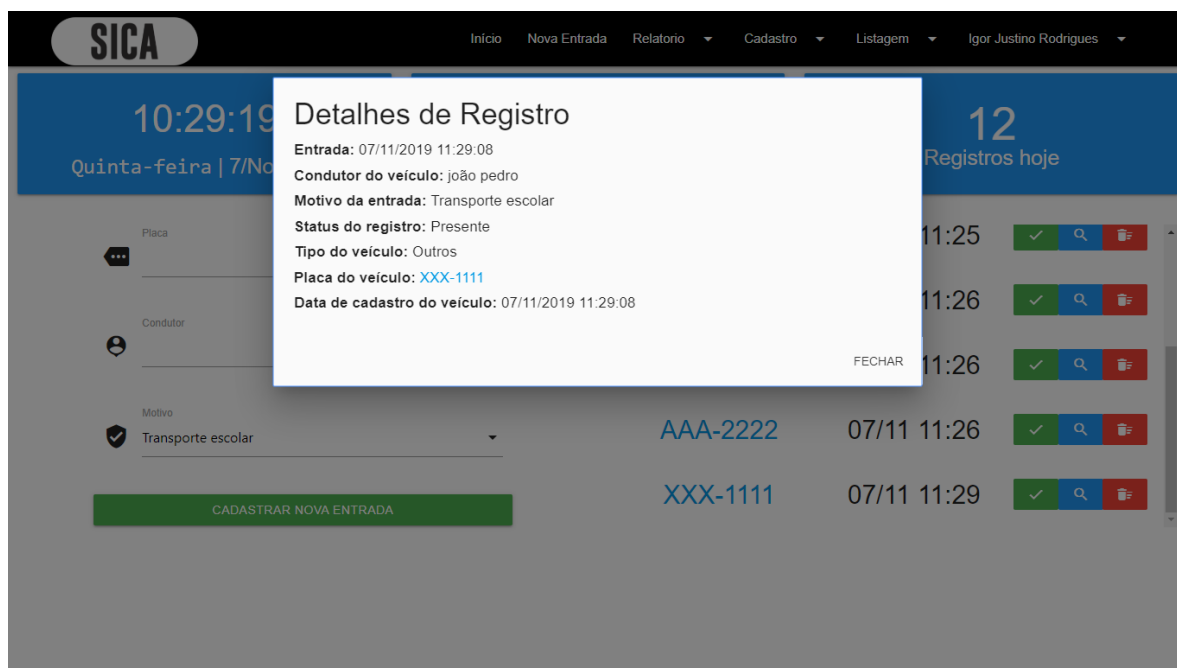 SICA
Início Nova Entrada Relatorio Cadastro Listagem Igor Justino Rodrigues
10:29:19
Quinta-feira | 7/No
12
Registros hoje
Detalhes de Registro
Entrada: 07/11/2019 11:29:08
Condutor do veículo: joão pedro
Motivo da entrada: Transporte escolar
Status do registro: Presente
Tipo do veículo: Outros
Placa do veículo: XXX-1111
Data de cadastro do veículo: 07/11/2019 11:29:08
FECHAR
Placa
Condutor
Motivo
Transporte escolar
CADASTRAR NOVA ENTRADA
11:25
11:26
11:26
AAA-2222 07/11 11:26
XXX-1111 07/11 11:29